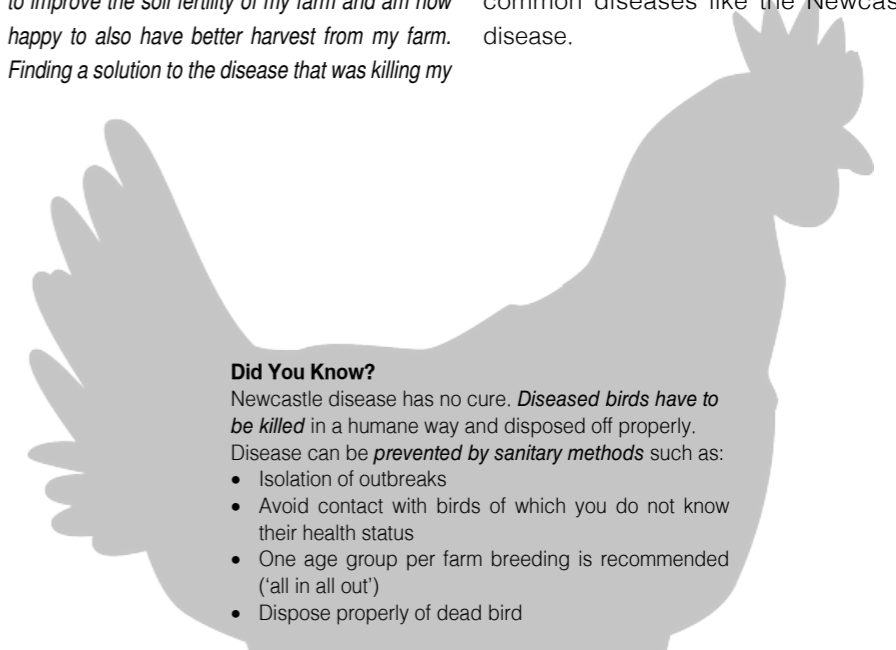 to improve the soil fertility of my farm and am now
happy to also have better harvest from my farm.
Finding a solution to the disease that was killing my
common diseases like the Newcas
disease.
Did You Know?
Newcastle disease has no cure. Diseased birds have to
be killed in a humane way and disposed off properly.
Disease can be prevented by sanitary methods such as:
• Isolation of outbreaks
• Avoid contact with birds of which you do not know
their health status
• One age group per farm breeding is recommended
(‘all in all out’)
• Dispose properly of dead bird